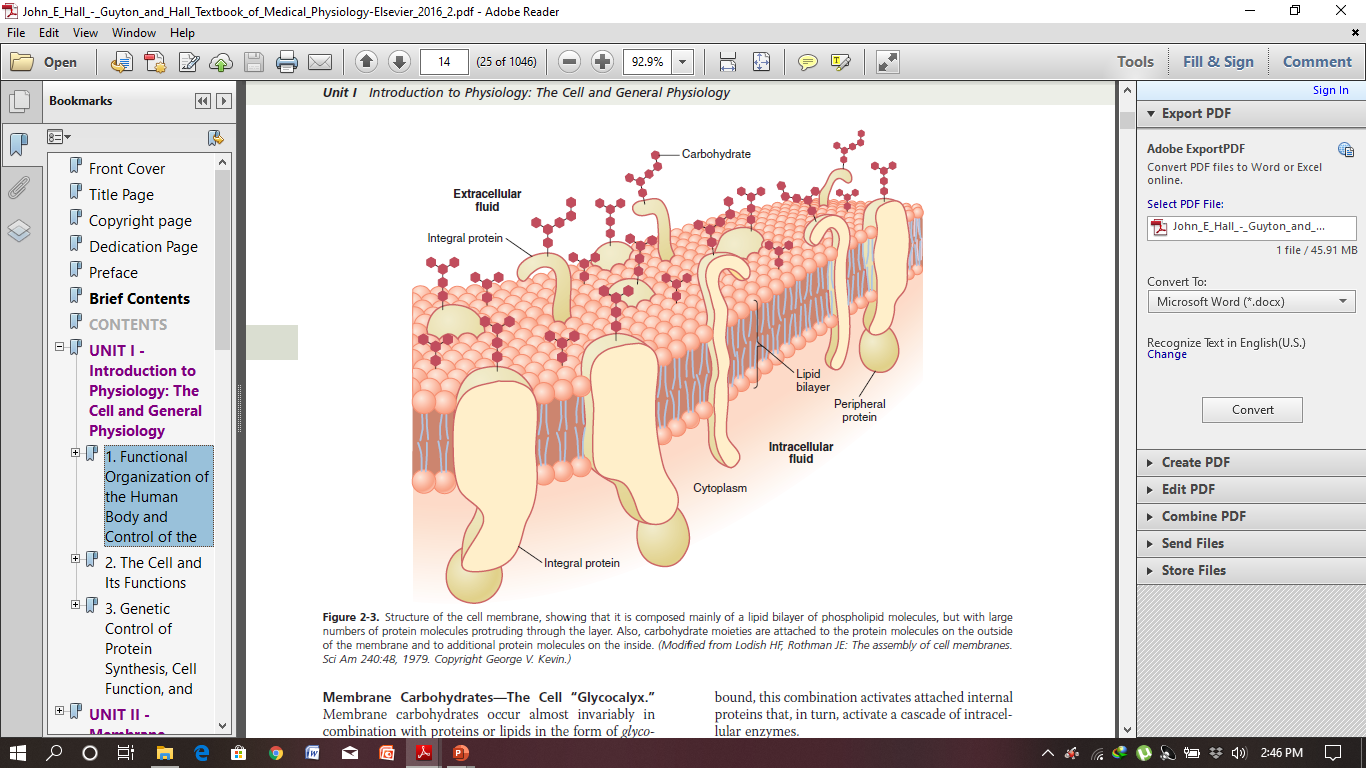 John_E_Hall_-_Guyton_and_Hall_Textbook_of_Medical_Physiology-Elsevier_2016_2.pdf - Adobe Reader
File Edit View Window Help
Open
14
(25 of 1046)
92.9%
Tools
Fill & Sign
Comment
Bookmarks
Front Cover
Title Page
Copyright page
Dedication Page
Preface
Brief Contents
CONTENTS
UNIT I -
Introduction to
Physiology: The
Cell and General
Physiology
1. Functional
Organization of
the Human
Body and
Control of the
2. The Cell and
Its Functions
3. Genetic
Control of
Protein
Synthesis, Cell
Function, and
UNIT II -
Membrane
Unit I Introduction to Physiology: The Cell and General Physiology
Carbohydrate
Extracellular
fluid
Integral protein
Lipid
bilayer
Peripheral
protein
Intracellular
fluid
Cytoplasm
Integral protein
Figure 2-3. Structure of the cell membrane, showing that it is composed mainly of a lipid bilayer of phospholipid molecules, but with large
numbers of protein molecules protruding through the layer. Also, carbohydrate moieties are attached to the protein molecules on the outside
of the membrane and to additional protein molecules on the inside. (Modified from Lodish HF, Rothman JE: The assembly of cell membranes.
Sci Am 240:48, 1979. Copyright George V. Kevin.)
Membrane Carbohydrates—The Cell “Glycocalyx.”
Membrane carbohydrates occur almost invariably in
combination with proteins or lipids in the form of glyco-
bound, this combination activates attached internal
proteins that, in turn, activate a cascade of intracel-
lular enzymes.
Sign In
Export PDF
Adobe ExportPDF
Convert PDF files to Word or Excel
online.
Select PDF File:
John_E_Hall_-_Guyton_and_...
1 file / 45.91 MB
Convert To:
Microsoft Word (*.docx)
Recognize Text in English(U.S.)
Change
Convert
Create PDF
Edit PDF
Combine PDF
Send Files
Store Files
2:46 PM